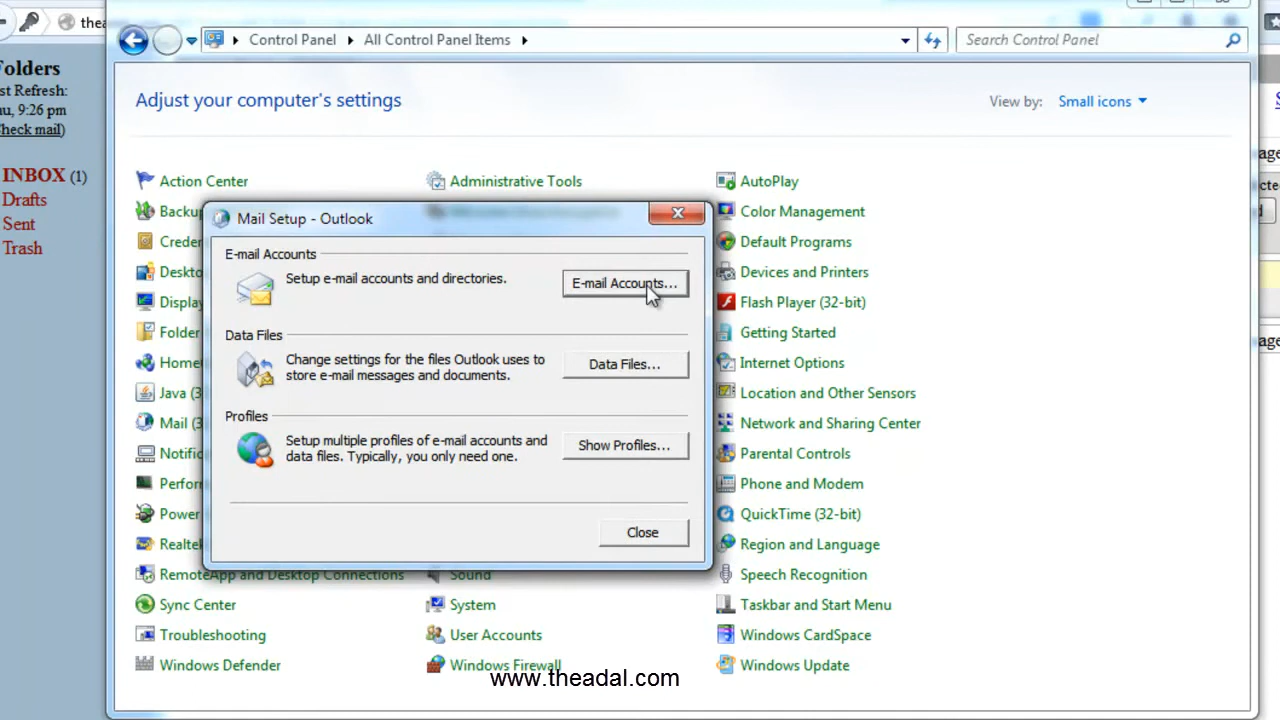 thea
Control Panel
All Control Panel Items
Search Control Panel
Folders
st Refresh:
hu, 9:26 pm
Check mail)
INBOX (1)
Drafts
Sent
Trash
Adjust your computer's settings
View by: Small icons
Action Center
Administrative Tools
AutoPlay
Backu
Color Management
Creden
Default Programs
Deskto
Devices and Printers
Display
Flash Player (32-bit)
Folder
Getting Started
Home
Internet Options
Java (3
Location and Other Sensors
Mail (
Network and Sharing Center
Notific
Parental Controls
Perfor
Phone and Modem
Power
QuickTime (32-bit)
Realte
Region and Language
RemoteApp and Desktop Connections
Sound
Speech Recognition
Sync Center
System
Taskbar and Start Menu
Troubleshooting
User Accounts
Windows CardSpace
Windows Defender
Windows Firewall
Windows Update
Mail Setup - Outlook
E-mail Accounts
Setup e-mail accounts and directories.
E-mail Accounts...
Data Files
Change settings for the files Outlook uses to
store e-mail messages and documents.
Data Files...
Profiles
Setup multiple profiles of e-mail accounts and
data files. Typically, you only need one.
Show Profiles...
Close
www.theadal.com